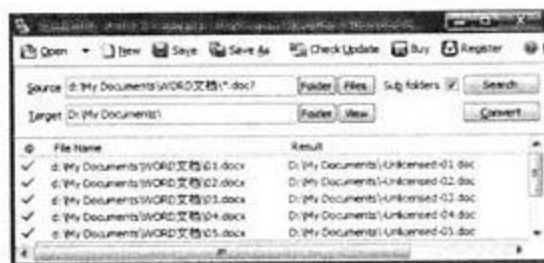 Open New Save Save As Check Update Buy Register
Source d:\My Documents\WORD文档\*.doc? Folder Files Sub folders Search
Target D:\My Documents\ Folder View Convert
File Name Result
d:\My Documents\WORD文档\01.docx D:\My Documents\-Unlicensed-01.doc
d:\My Documents\WORD文档\02.docx D:\My Documents\-Unlicensed-02.doc
d:\My Documents\WORD文档\03.docx D:\My Documents\-Unlicensed-03.doc
d:\My Documents\WORD文档\04.docx D:\My Documents\-Unlicensed-04.doc
d:\My Documents\WORD文档\05.docx D:\My Documents\-Unlicensed-05.doc